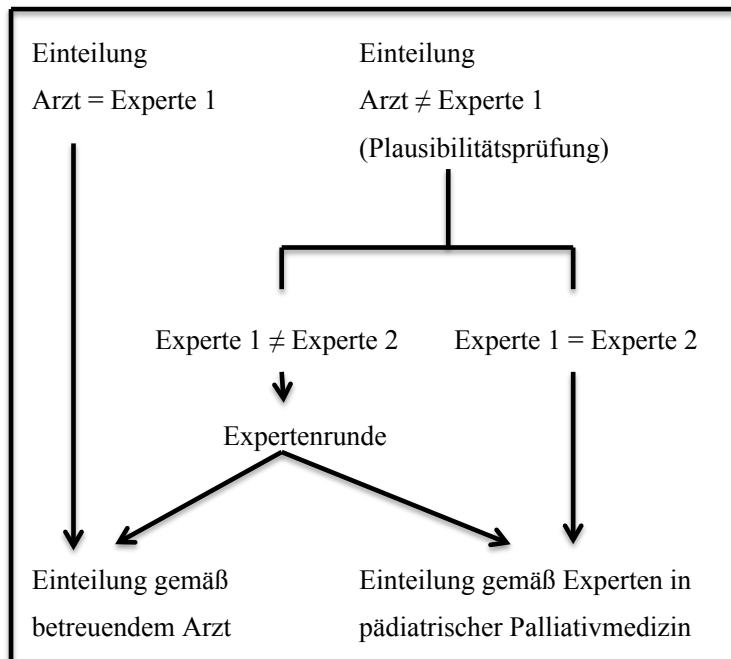 Einteilung
Arzt = Experte 1
Einteilung
Arzt ≠ Experte 1
(Plausibilitätsprüfung)
Experte 1 ≠ Experte 2
Experte 1 = Experte 2
Expertenrunde
Einteilung gemäß
betreuendem Arzt
Einteilung gemäß Experten in
pädiatrischer Palliativmedizin